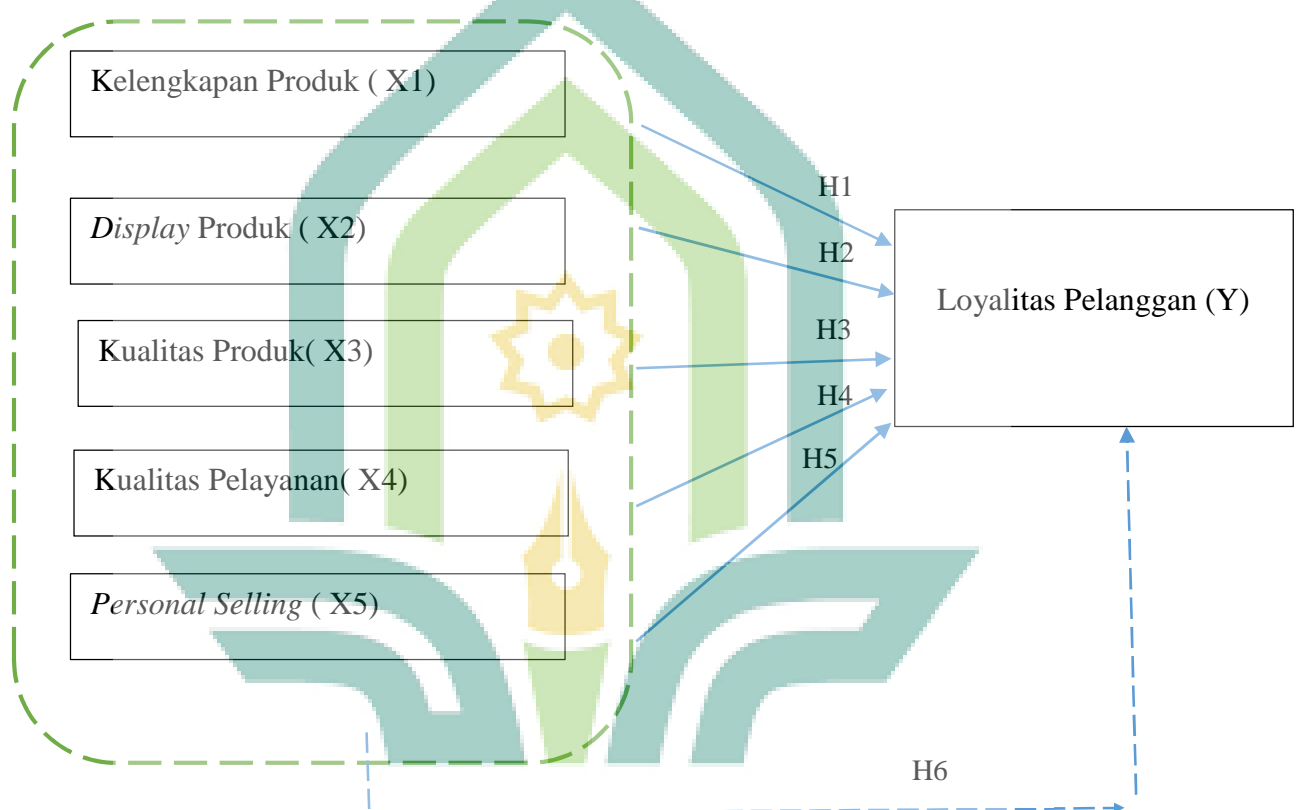 Kelengkapan Produk ( X1)
Display Produk ( X2)
Kualitas Produk( X3)
Kualitas Pelayanan( X4)
Personal Selling ( X5)
H1
H2
H3
H4
H5
Loyalitas Pelanggan (Y)
H6